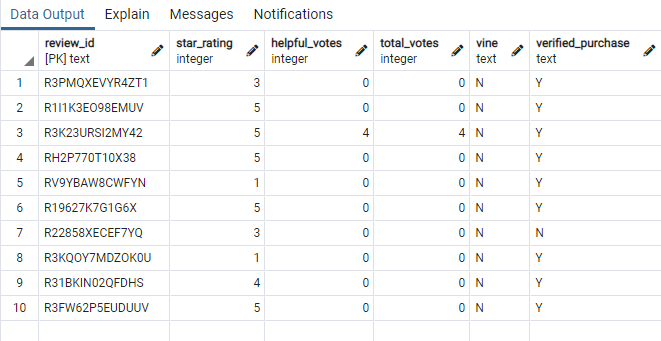 Data Output Explain Messages Notifications
review_id star_rating helpful_votes total_votes vine verified_purchase
[PK] text integer integer integer text text
1 R3PMQXEVYR4ZT1 3 0 0 N Y
2 R1I1K3EO98EMUV 5 0 0 N Y
3 R3K23URSI2MY42 5 4 4 N Y
4 RH2P770T10X38 5 0 0 N Y
5 RV9YBAW8CWFYN 1 0 0 N Y
6 R19627K7G1G6X 5 0 0 N Y
7 R22858XECEF7YQ 3 0 0 N N
8 R3KQOY7MDZOK0U 1 0 0 N Y
9 R31BKIN02QFDHS 4 0 0 N Y
10 R3FW62P5EUDUUV 5 0 0 N Y